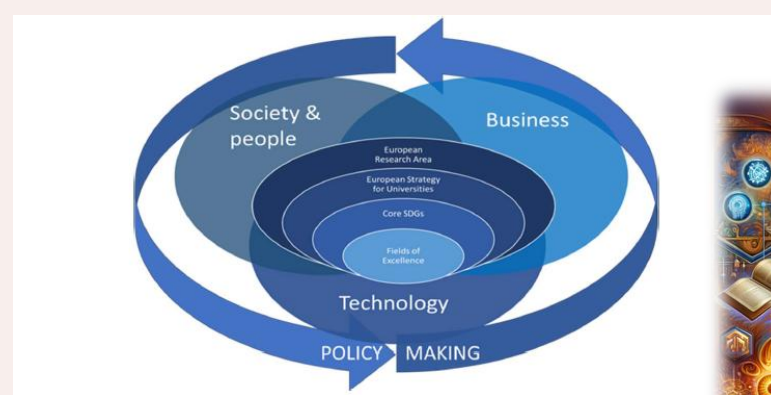 Society &
people
Business
European
Research Area
European Strategy
for Universities
Core SDGs
Fields of
Excellence
Technology
POLICY MAKING